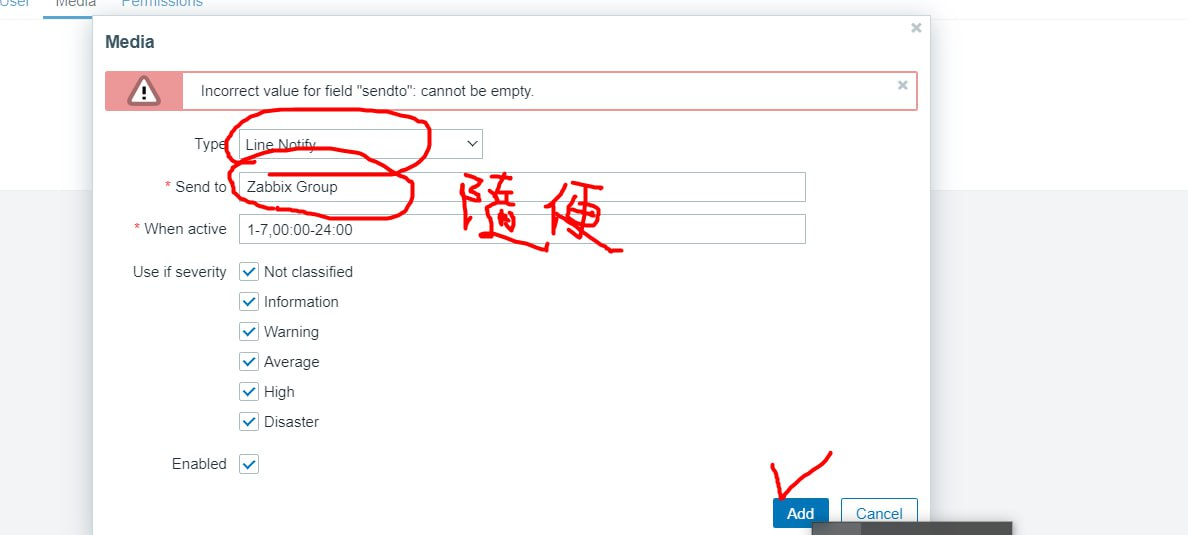 User Media Permissions
Media
Incorrect value for field "sendto": cannot be empty.
Type Line Notify
* Send to Zabbix Group
隨便
* When active 1-7,00:00-24:00
Use if severity Not classified
Information
Warning
Average
High
Disaster
Enabled
Add Cancel